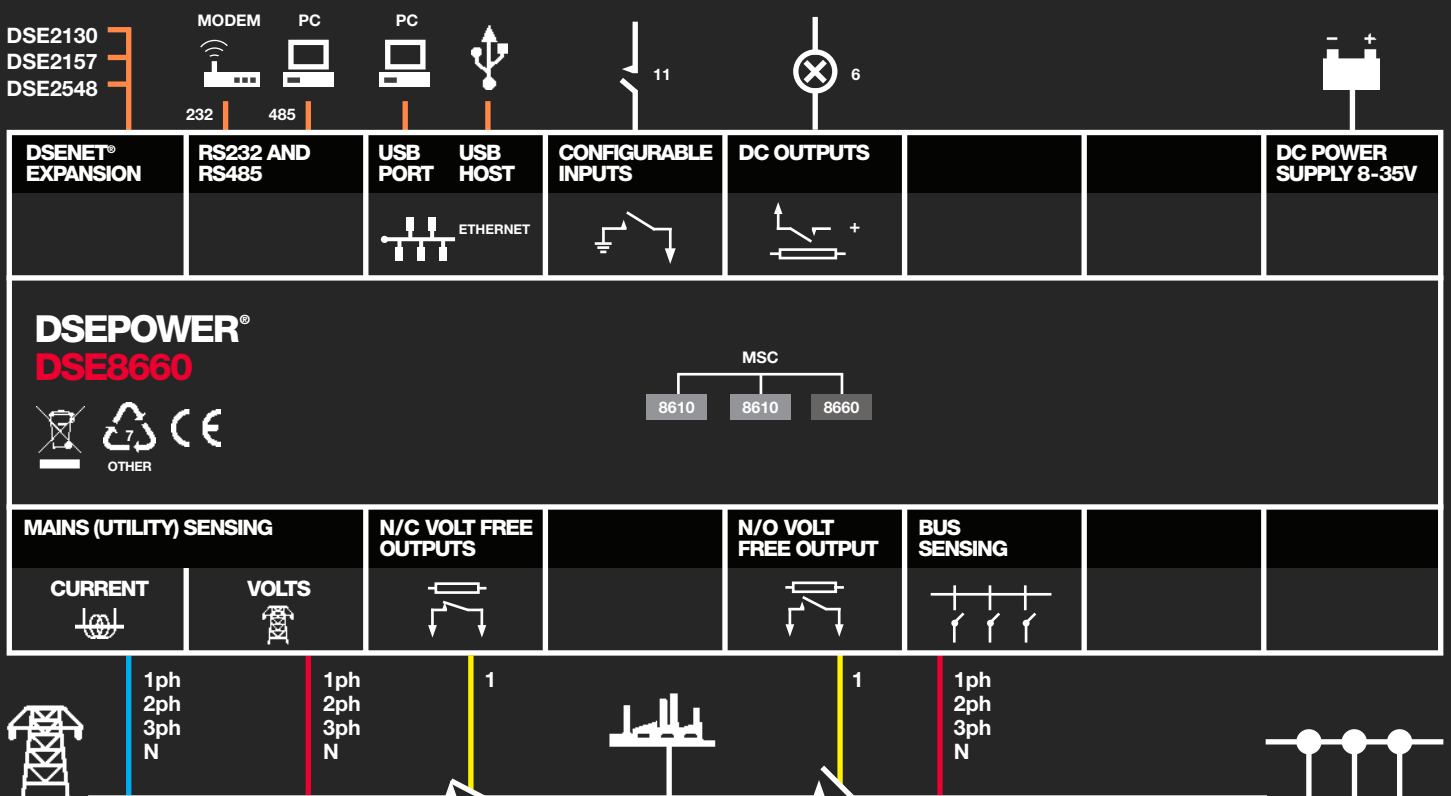 DSE2130
DSE2157
DSE2548
MODEM
PC
PC
232
485
11
6
- +
DSENET®
EXPANSION
RS232 AND
RS485
USB
PORT
USB
HOST
CONFIGURABLE
INPUTS
DC OUTPUTS
DC POWER
SUPPLY 8-35V
ETHERNET
+
DSEPOWER®
DSE8660
7
OTHER
CE
MSC
8610
8610
8660
MAINS (UTILITY) SENSING
N/C VOLT FREE
OUTPUTS
N/O VOLT
FREE OUTPUT
BUS
SENSING
CURRENT
VOLTS
1ph
2ph
3ph
N
1ph
2ph
3ph
N
1
1
1ph
2ph
3ph
N